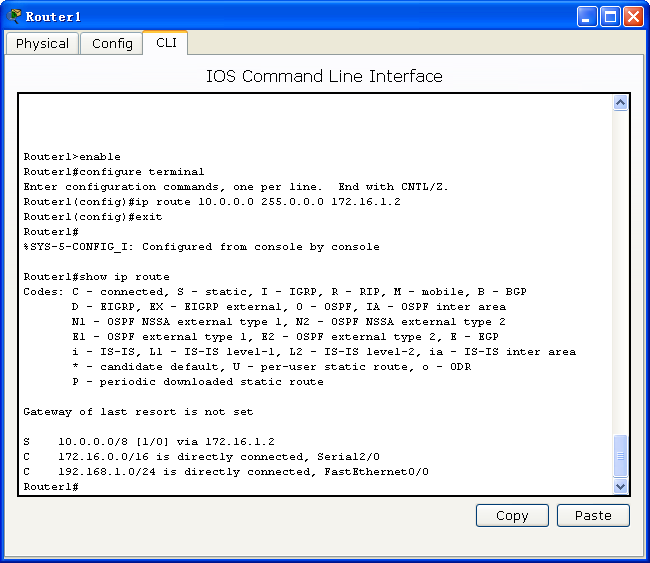 Router1
Physical Config CLI
IOS Command Line Interface
Router1>enable
Router1#configure terminal
Enter configuration commands, one per line.  End with CNTL/Z.
Router1(config)#ip route 10.0.0.0 255.0.0.0 172.16.1.2
Router1(config)#exit
Router1#
%SYS-5-CONFIG_I: Configured from console by console
Router1#show ip route
Codes: C - connected, S - static, I - IGRP, R - RIP, M - mobile, B - BGP
D - EIGRP, EX - EIGRP external, O - OSPF, IA - OSPF inter area
N1 - OSPF NSSA external type 1, N2 - OSPF NSSA external type 2
E1 - OSPF external type 1, E2 - OSPF external type 2, E - EGP
i - IS-IS, L1 - IS-IS level-1, L2 - IS-IS level-2, ia - IS-IS inter area
* - candidate default, U - per-user static route, o - ODR
P - periodic downloaded static route
Gateway of last resort is not set
S    10.0.0.0/8 [1/0] via 172.16.1.2
C    172.16.0.0/16 is directly connected, Serial2/0
C    192.168.1.0/24 is directly connected, FastEthernet0/0
Router1#
Copy Paste